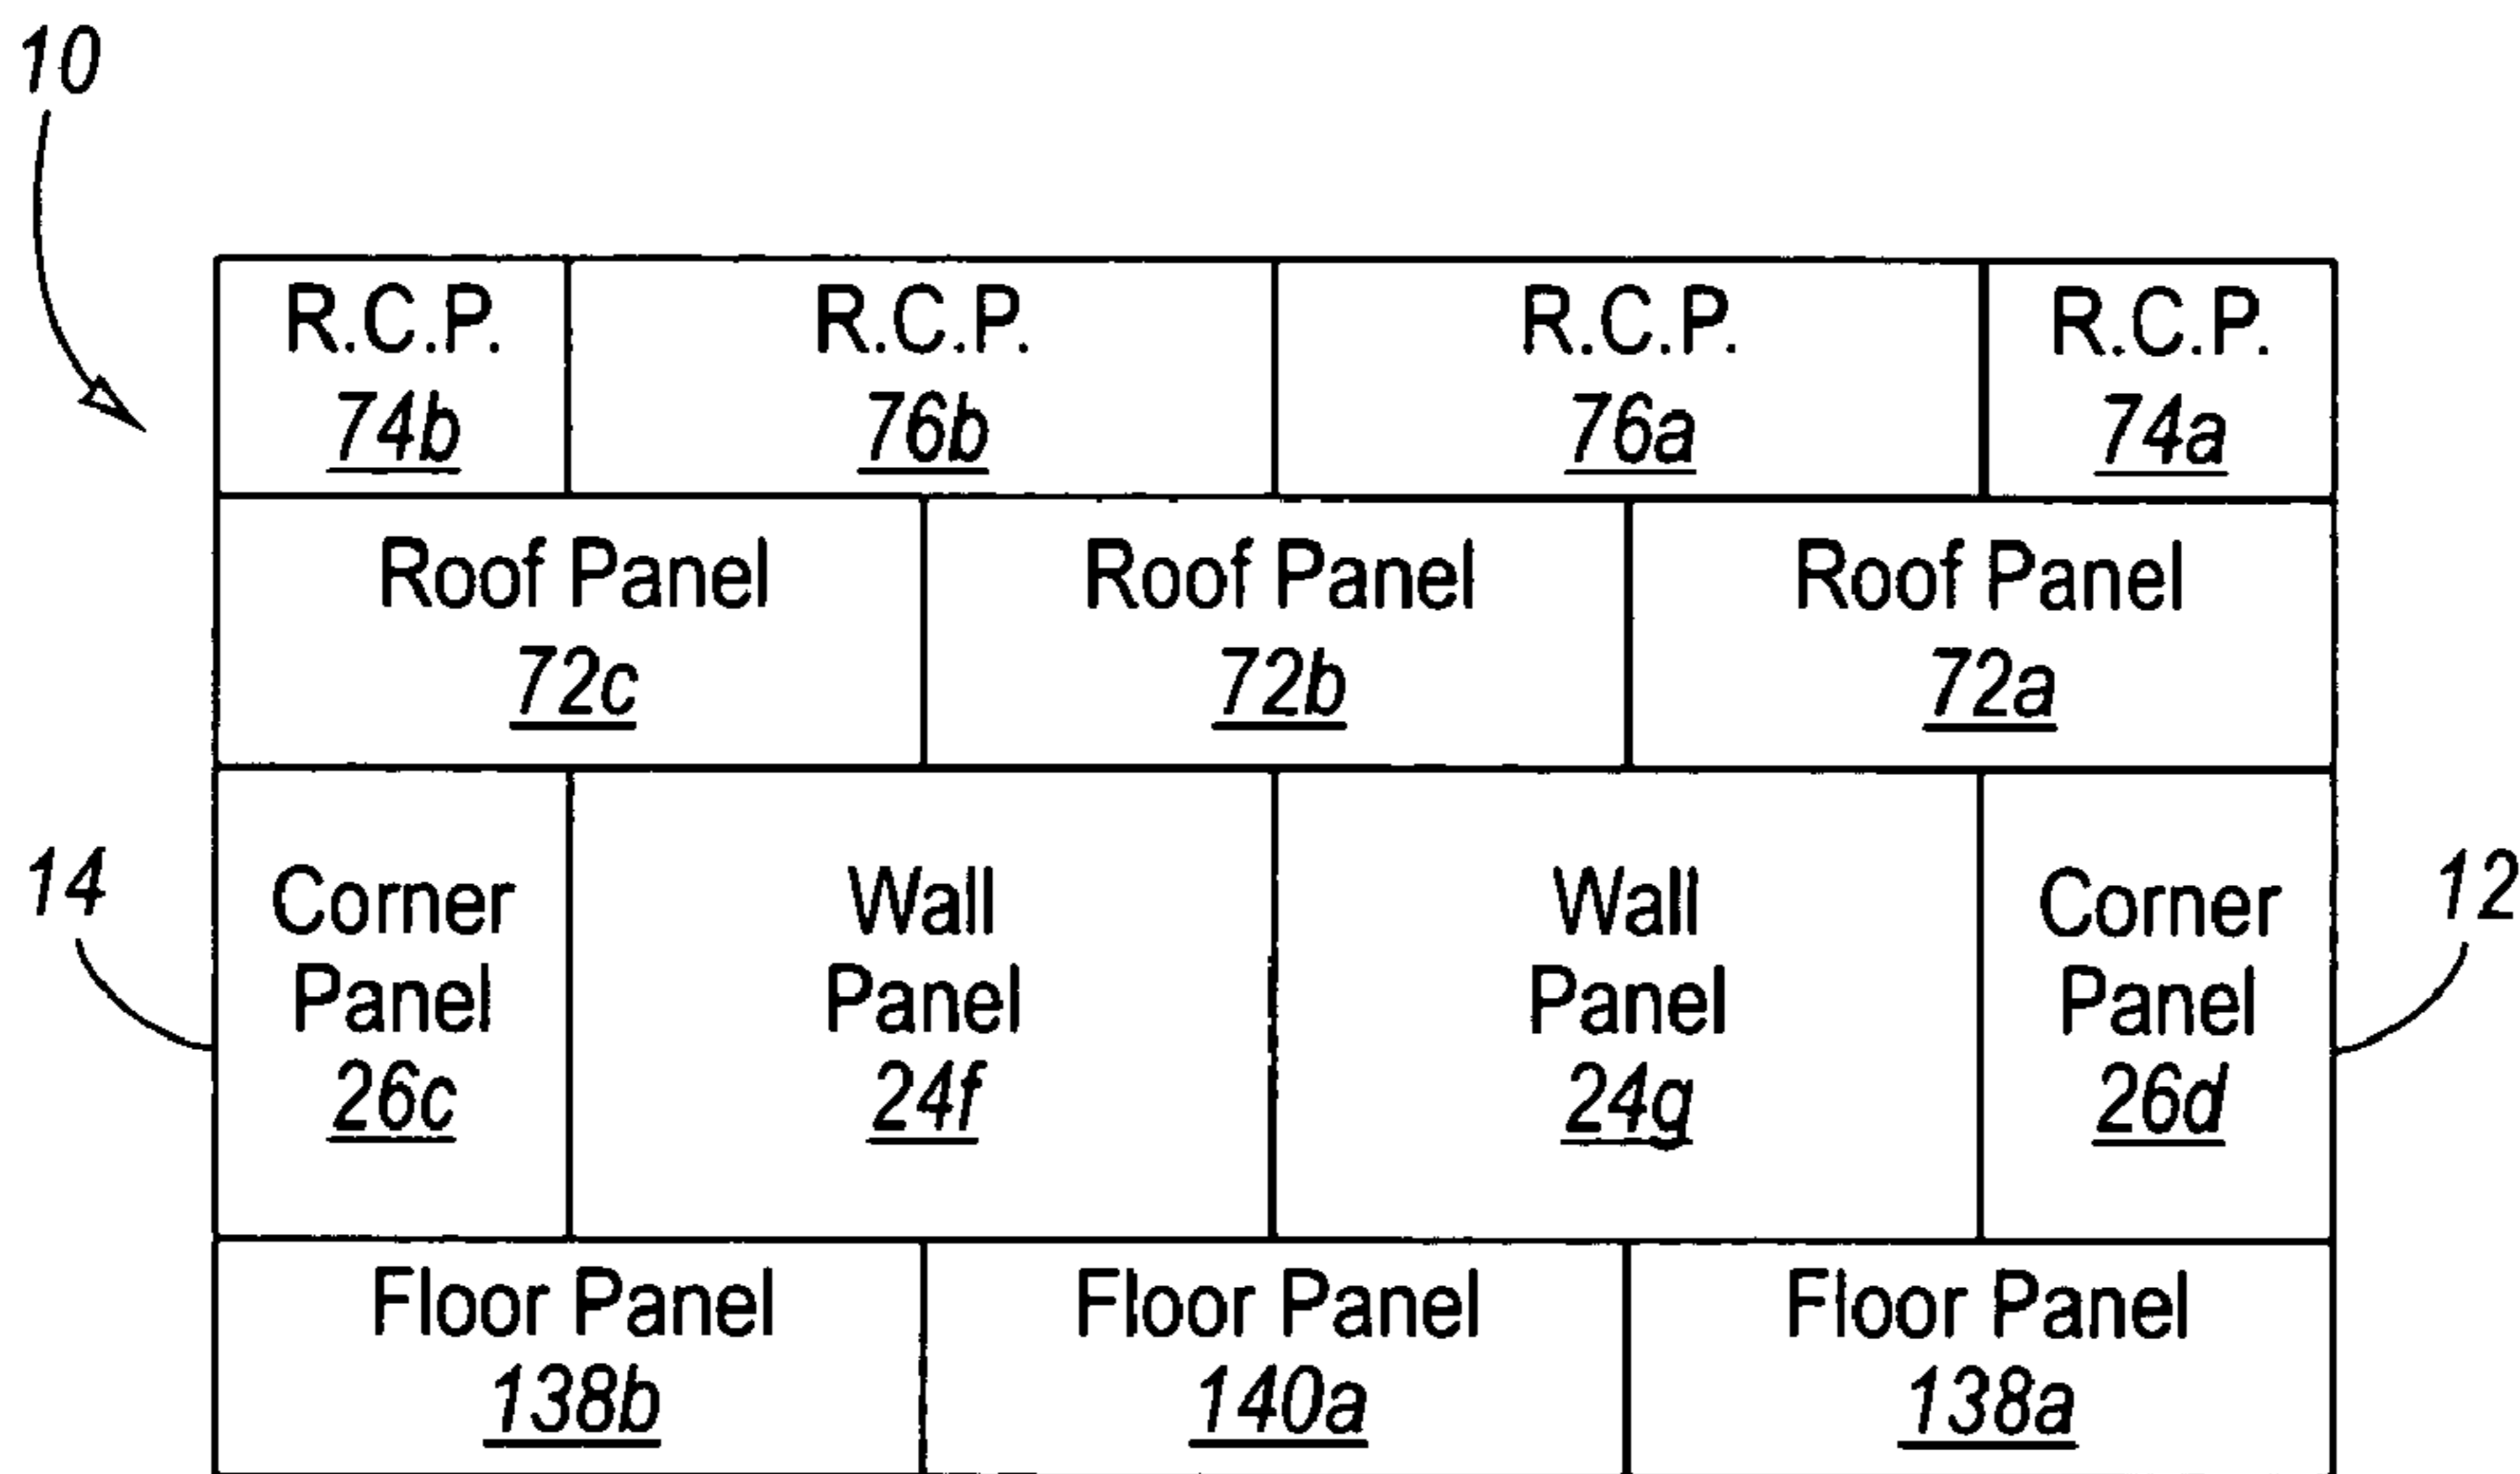 10
R.C.P. R.C.P. R.C.P. R.C.P.
74b 76b 76a 74a
Roof Panel Roof Panel Roof Panel
72c 72b 72a
14
12
Corner Wall Wall Corner
Panel Panel Panel Panel
26c 24f 24g 26d
Floor Panel Floor Panel Floor Panel
138b 140a 138a